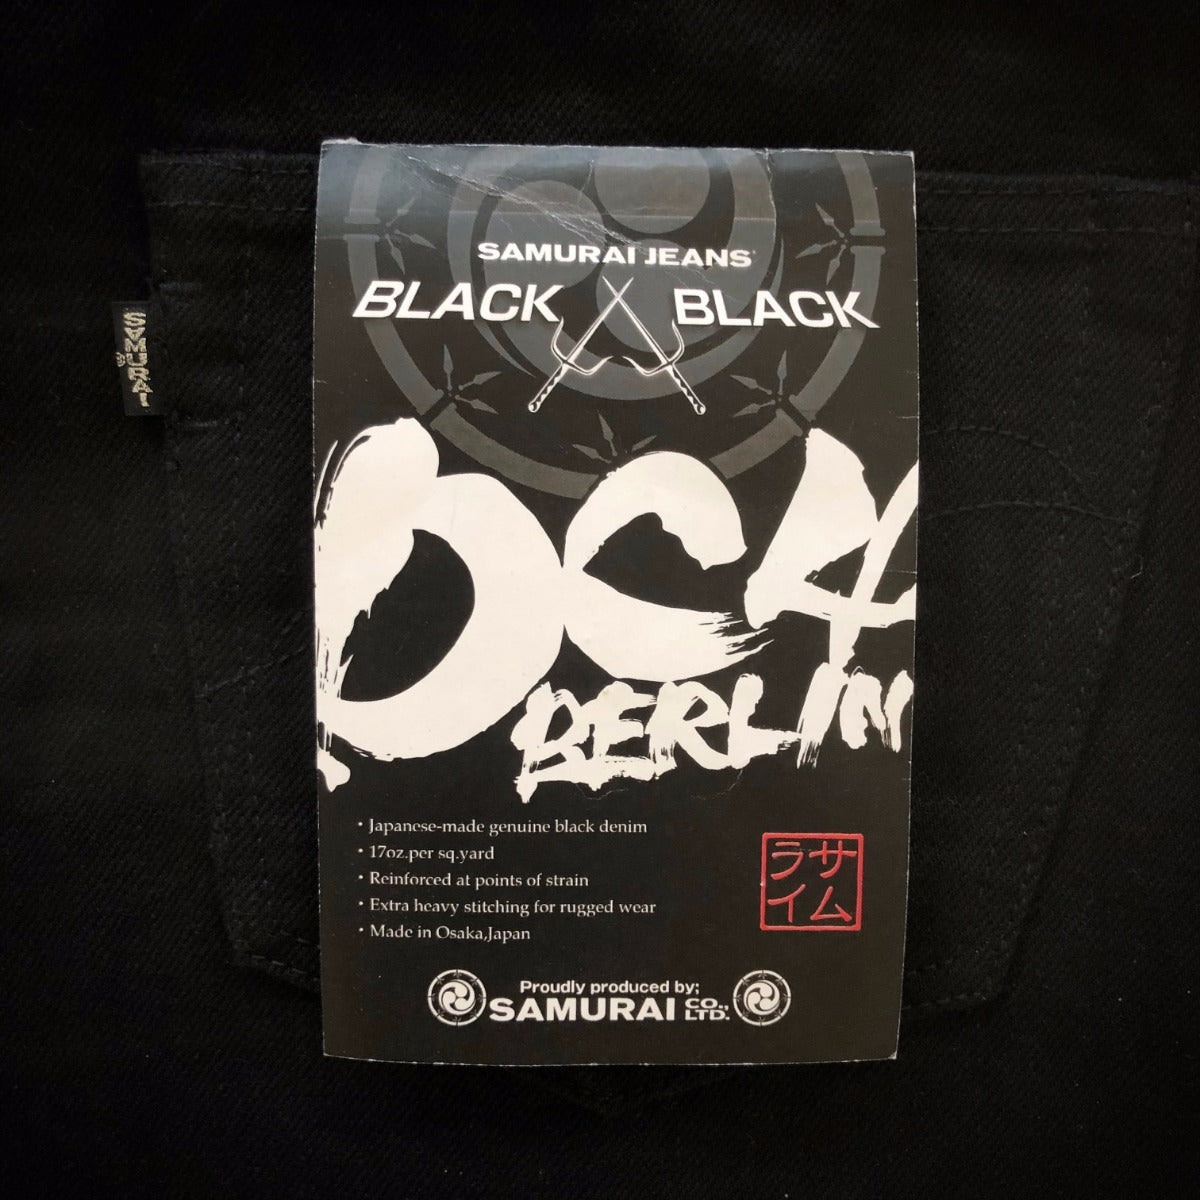 SAMURAI JEANS
BLACK BLACK
DC4
BERLIN
• Japanese-made genuine black denim
• 17oz.per sq.yard
• Reinforced at points of strain
• Extra heavy stitching for rugged wear
• Made in Osaka,Japan
サム
ライ
Proudly produced by;
SAMURAI CO.,
LTD.
SAMURAI